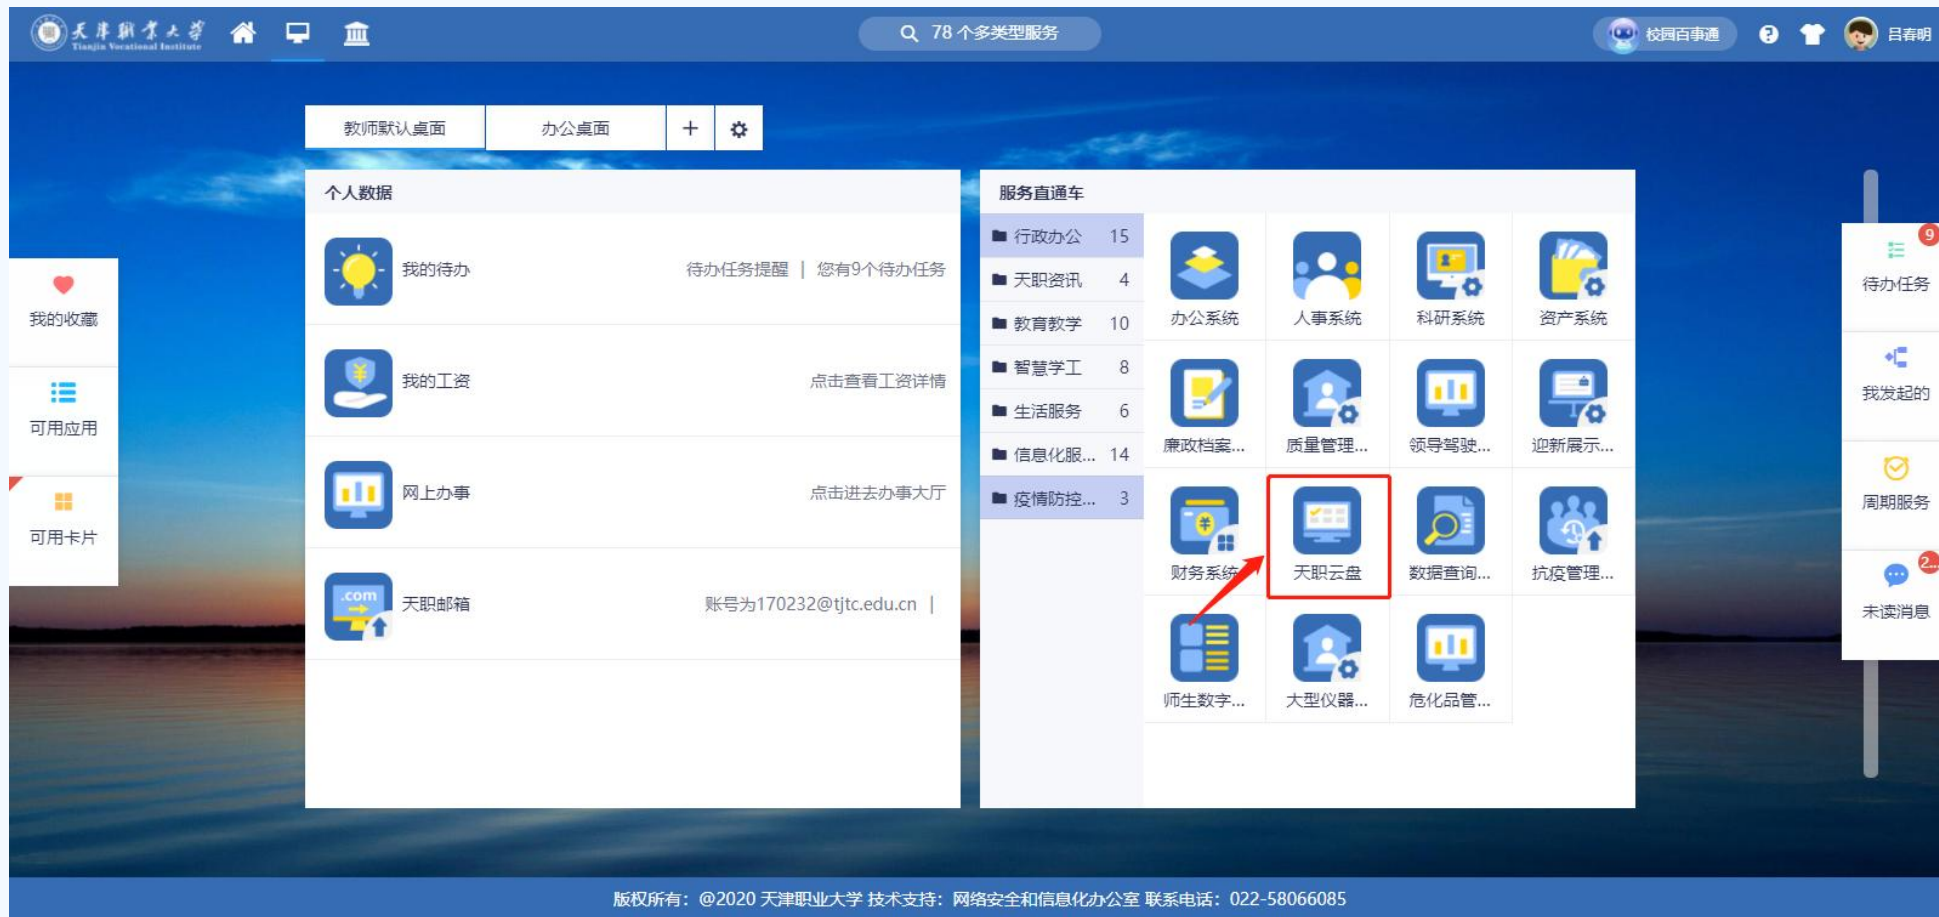 天津职业大学
Tianjin Vocational Institute
78 个多类型服务
校园百事通
吕春明
教师默认桌面
办公桌面
个人数据
我的待办
待办任务提醒 | 您有9个待办任务
我的工资
点击查看工资详情
网上办事
点击进去办事大厅
.com
天职邮箱
账号为170232@tjtc.edu.cn |
服务直通车
行政办公 15
天职资讯 4
教育教学 10
智慧学工 8
生活服务 6
信息化服... 14
疫情防控... 3
办公系统
人事系统
科研系统
资产系统
廉政档案...
质量管理...
领导驾驶...
迎新展示...
财务系统
天职云盘
数据查询...
抗疫管理...
师生数字...
大型仪器...
危化品管...
我的收藏
可用应用
可用卡片
9
待办任务
我发起的
周期服务
2...
未读消息
版权所有：@2020 天津职业大学 技术支持：网络安全和信息化办公室 联系电话：022-58066085